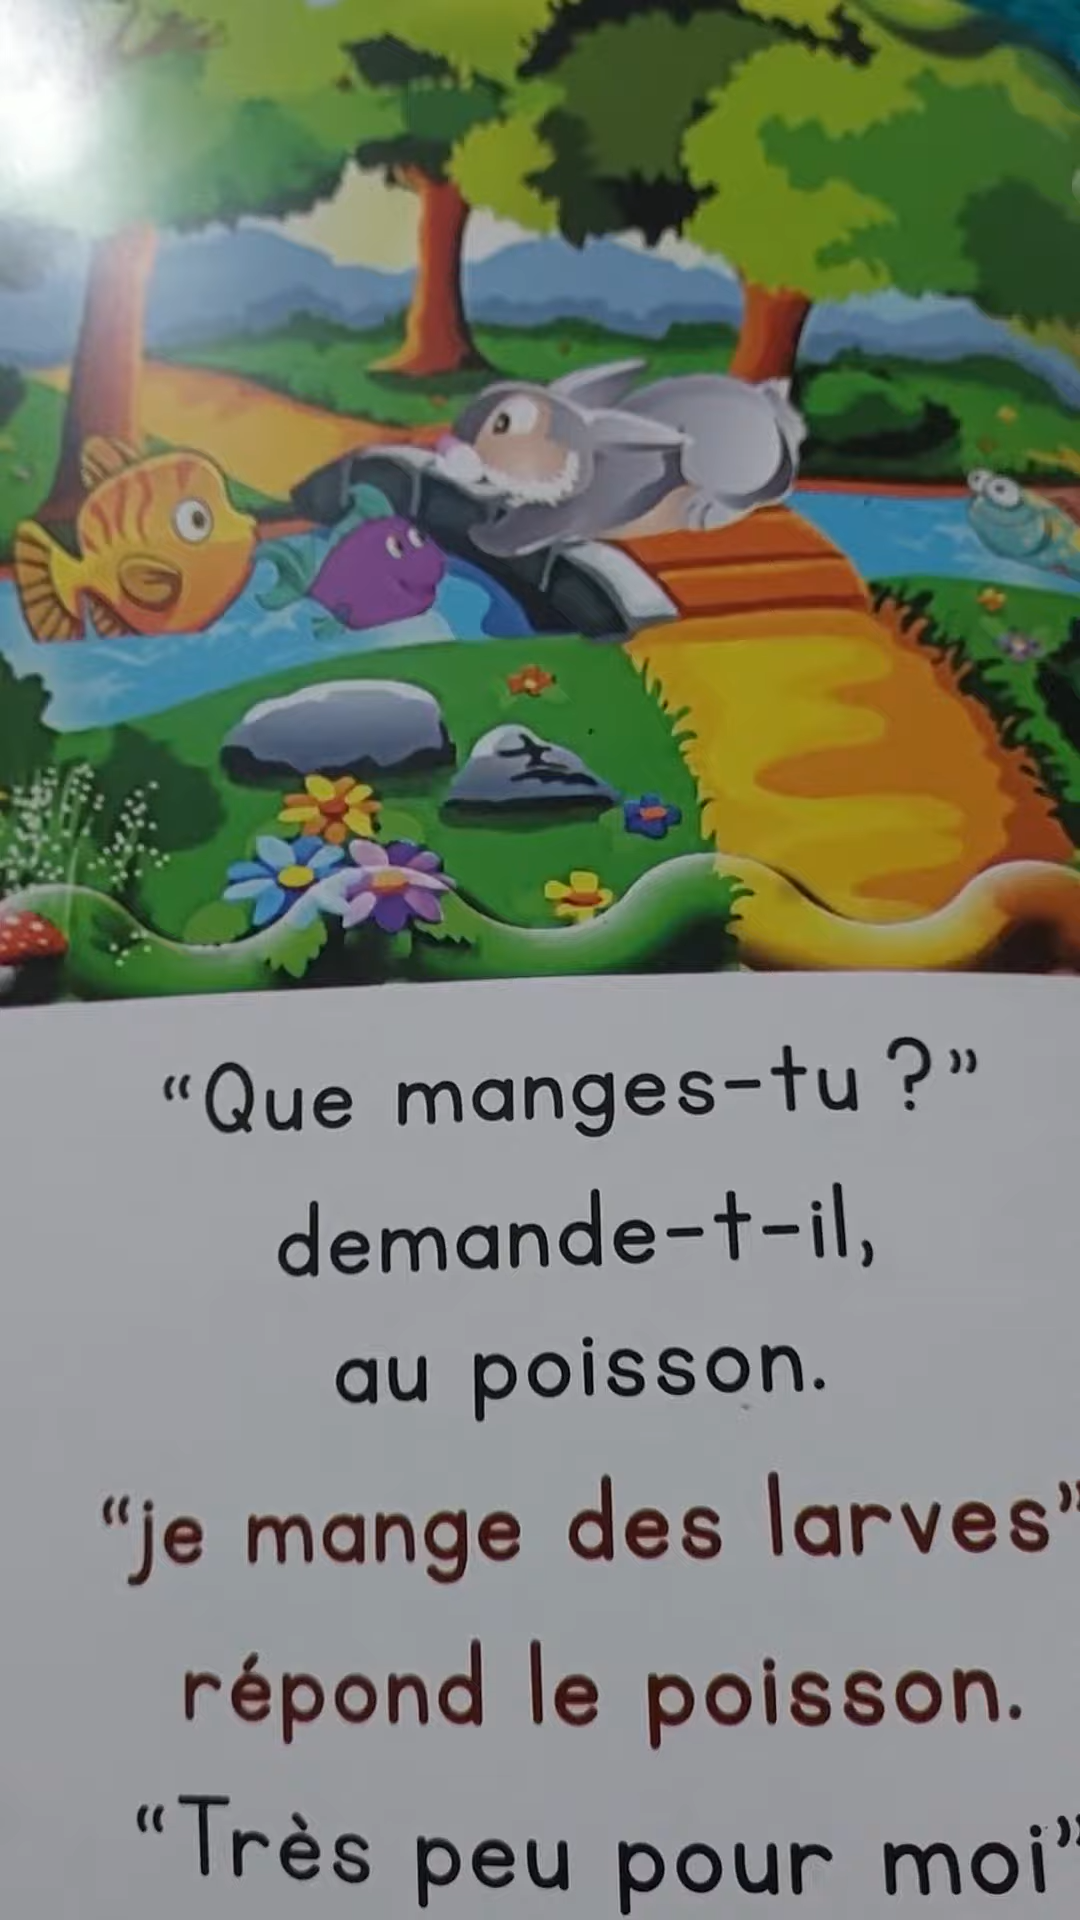 “Que manges-tu ?”
demande-t-il,
au poisson.
“je mange des larves”
répond le poisson.
“Très peu pour moi”